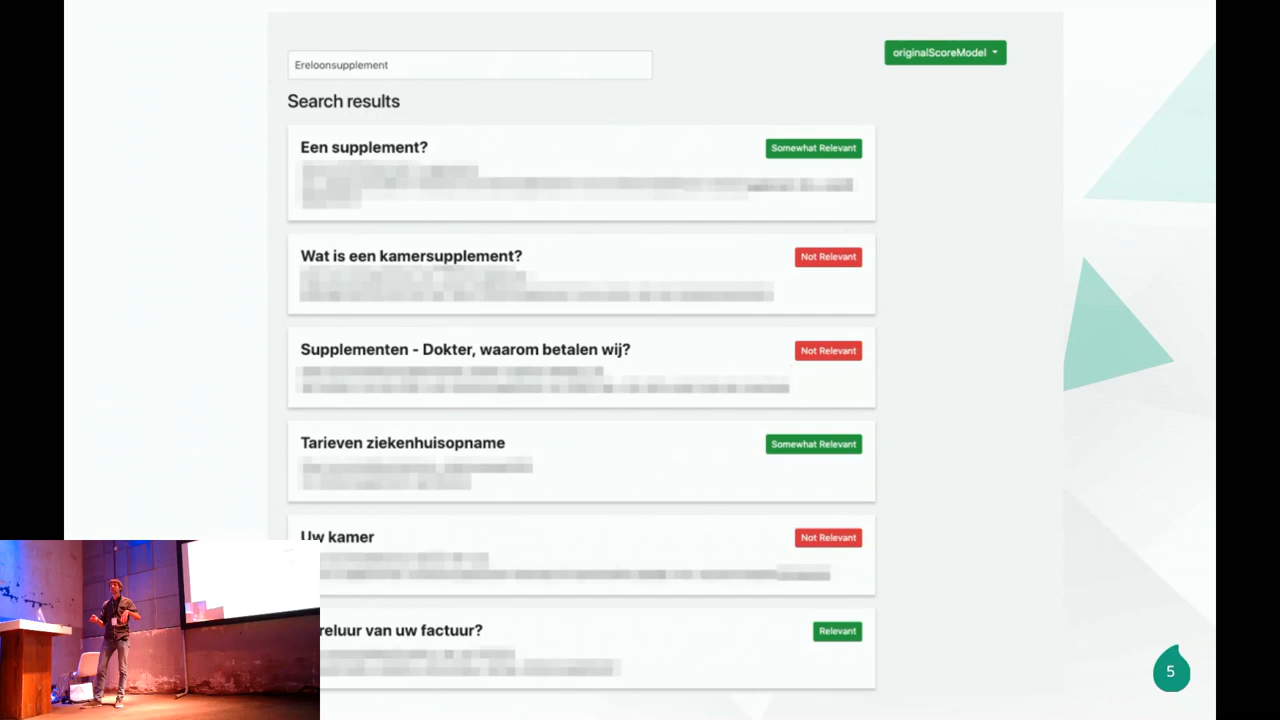 Ereloonsupplement
originalScoreModel
Search results
Een supplement?
Somewhat Relevant
Wat is een kamersupplement?
Not Relevant
Supplementen - Dokter, waarom betalen wij?
Not Relevant
Tarieven ziekenhuisopname
Somewhat Relevant
Uw kamer
Not Relevant
van uw factuur?
Relevant
5